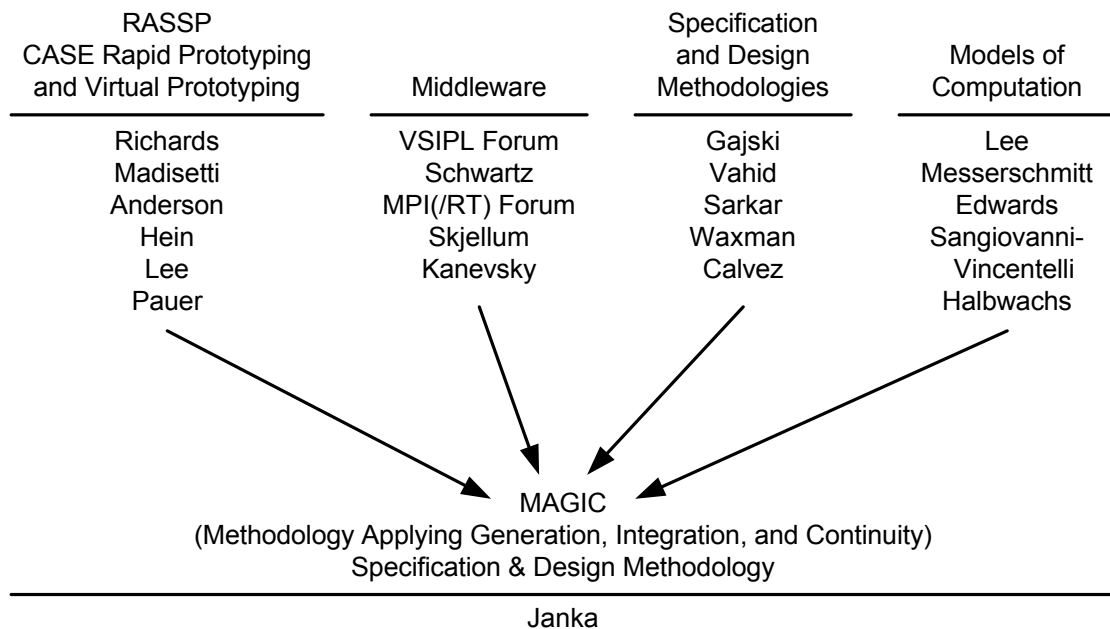 RASSP
CASE Rapid Prototyping
and Virtual Prototyping
Richards
Madisetti
Anderson
Hein
Lee
Pauer
Middleware
VSIPL Forum
Schwartz
MPI(/RT) Forum
Skjellum
Kanevsky
Specification
and Design
Methodologies
Gajski
Vahid
Sarkar
Waxman
Calvez
Models of
Computation
Lee
Messerschmitt
Edwards
Sangiovanni-
Vincentelli
Halbwachs
MAGIC
(Methodology Applying Generation, Integration, and Continuity)
Specification & Design Methodology
Janka